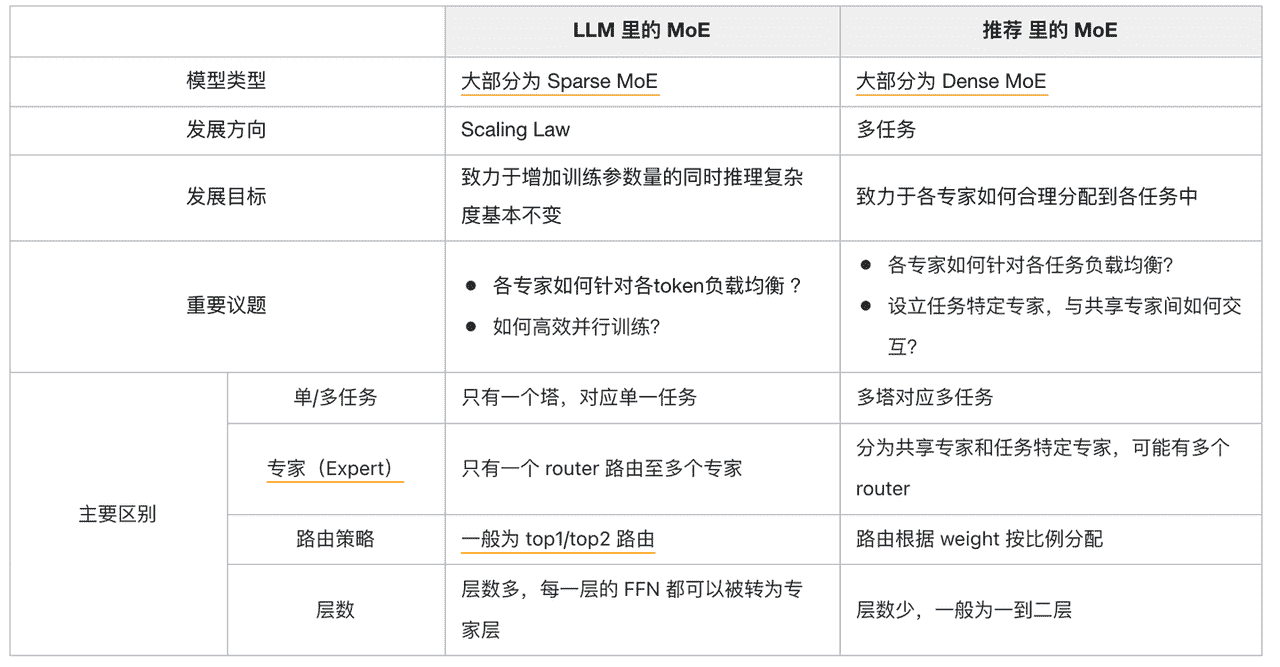 LLM 里的 MoE
推荐 里的 MoE
模型类型
大部分为 Sparse MoE
大部分为 Dense MoE
发展方向
Scaling Law
多任务
发展目标
致力于增加训练参数量的同时推理复杂
度基本不变
致力于各专家如何合理分配到各任务中
重要议题
● 各专家如何针对各token负载均衡 ？
● 如何高效并行训练?
● 各专家如何针对各任务负载均衡?
● 设立任务特定专家，与共享专家间如何交
互?
主要区别
单/多任务
只有一个塔，对应单一任务
多塔对应多任务
专家（Expert）
只有一个 router 路由至多个专家
分为共享专家和任务特定专家，可能有多个
router
路由策略
一般为 top1/top2 路由
路由根据 weight 按比例分配
层数
层数多，每一层的 FFN 都可以被转为专
家层
层数少，一般为一到二层